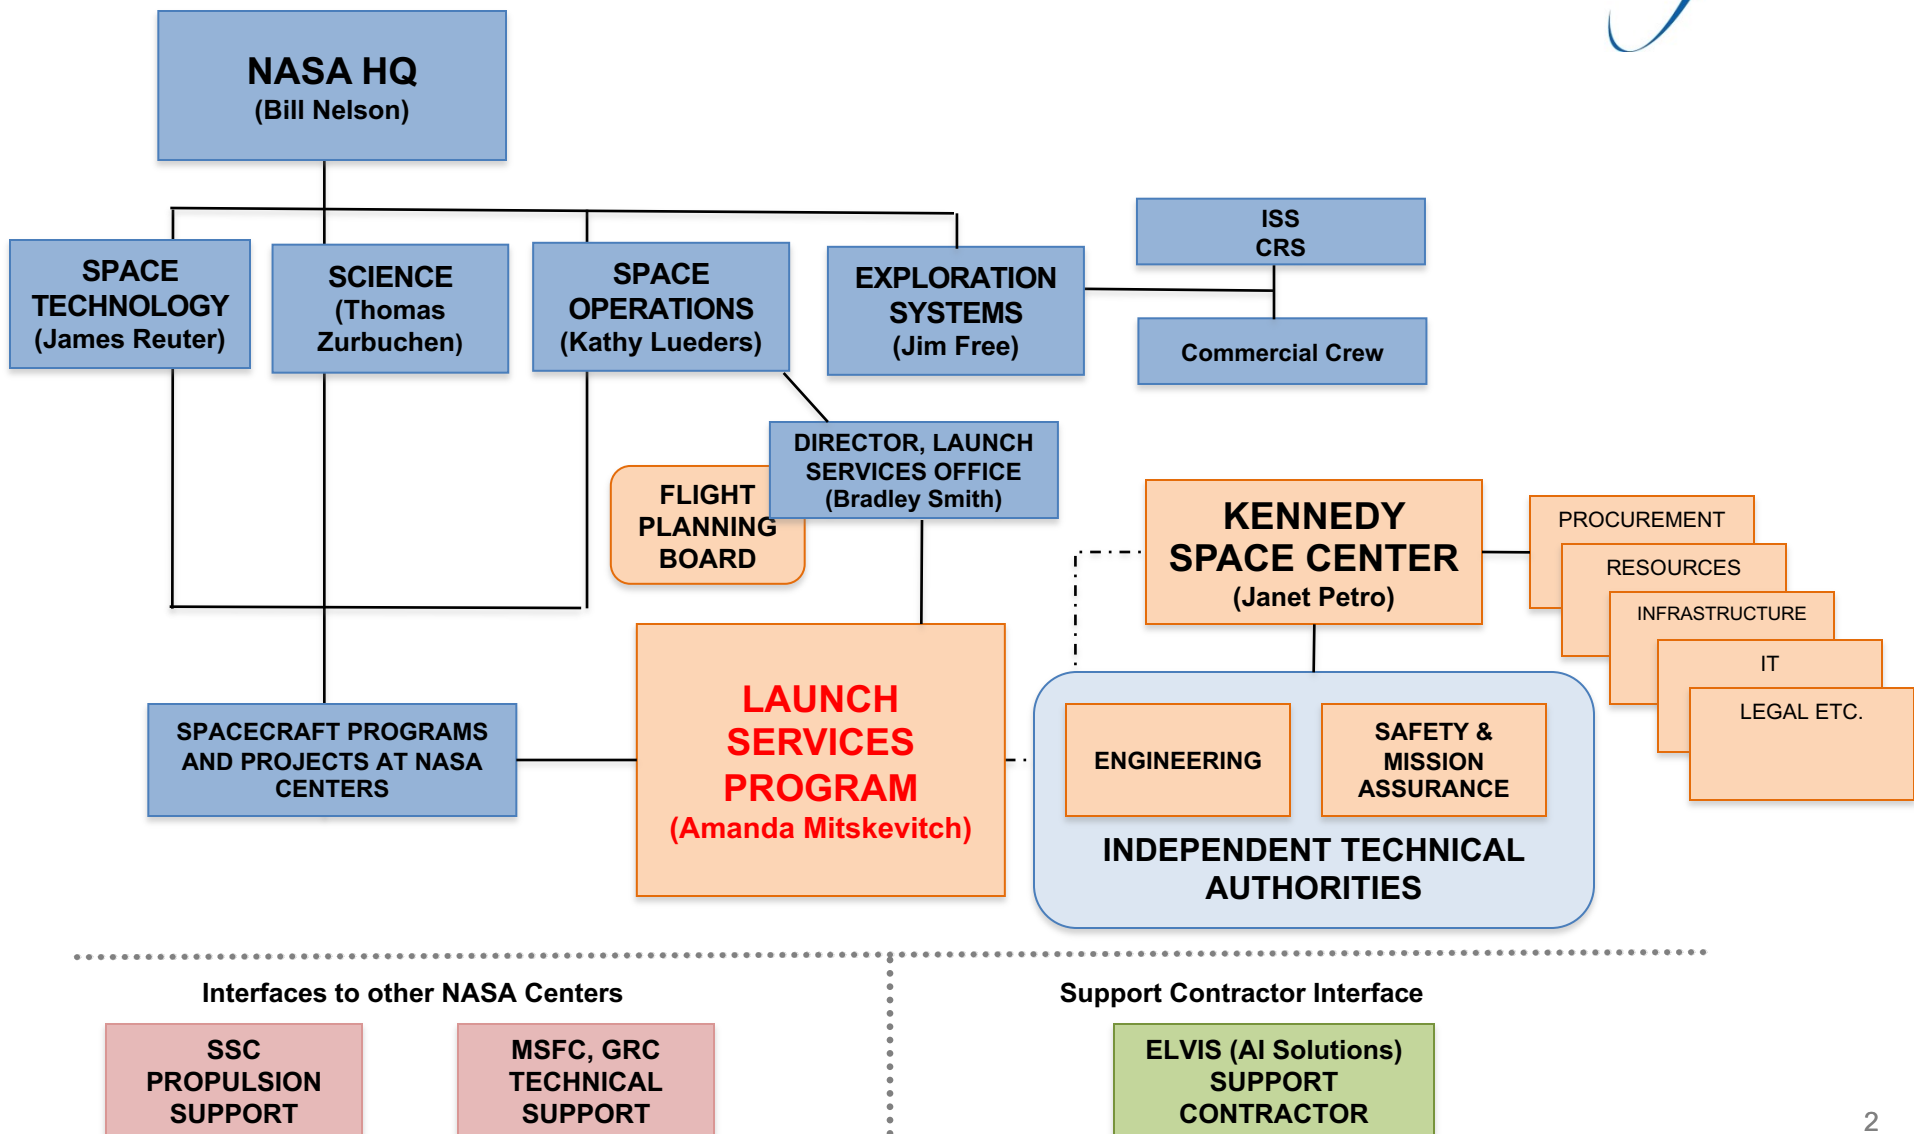 NASA HQ
(Bill Nelson)
SPACE
TECHNOLOGY
(James Reuter)
SCIENCE
(Thomas
Zurbuchen)
SPACE
OPERATIONS
(Kathy Lueders)
EXPLORATION
SYSTEMS
(Jim Free)
ISS
CRS
Commercial Crew
DIRECTOR, LAUNCH
SERVICES OFFICE
(Bradley Smith)
FLIGHT
PLANNING
BOARD
KENNEDY
SPACE CENTER
(Janet Petro)
PROCUREMENT
RESOURCES
INFRASTRUCTURE
IT
LEGAL ETC.
SPACECRAFT PROGRAMS
AND PROJECTS AT NASA
CENTERS
LAUNCH
SERVICES
PROGRAM
(Amanda Mitskevitch)
ENGINEERING
SAFETY &
MISSION
ASSURANCE
INDEPENDENT TECHNICAL
AUTHORITIES
Interfaces to other NASA Centers
SSC
PROPULSION
SUPPORT
MSFC, GRC
TECHNICAL
SUPPORT
Support Contractor Interface
ELVIS (AI Solutions)
SUPPORT
CONTRACTOR
2